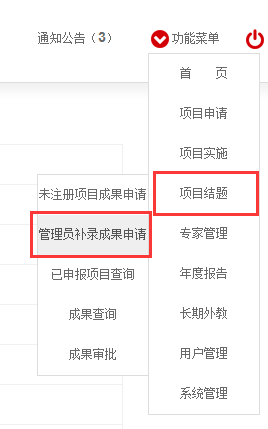 通知公告（3）
功能菜单
首 页
项目申请
项目实施
项目结题
专家管理
年度报告
长期外教
用户管理
系统管理
未注册项目成果申请
管理员补录成果申请
已申报项目查询
成果查询
成果审批